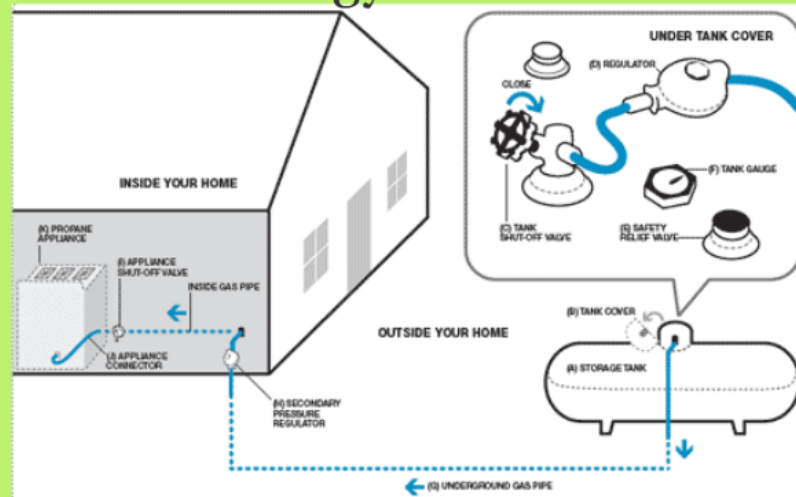 gy
UNDER TANK COVER
(D) REGULATOR
CLOSE
(F) TANK GAUGE
(C) TANK
SHUT-OFF VALVE
(E) SAFETY
RELIEF VALVE
INSIDE YOUR HOME
(K) PROPANE
APPLIANCE
(I) APPLIANCE
SHUT-OFF VALVE
INSIDE GAS PIPE
(J) APPLIANCE
CONNECTOR
OUTSIDE YOUR HOME
(B) TANK COVER
(A) STORAGE TANK
(H) SECONDARY
PRESSURE
REGULATOR
(G) UNDERGROUND GAS PIPE